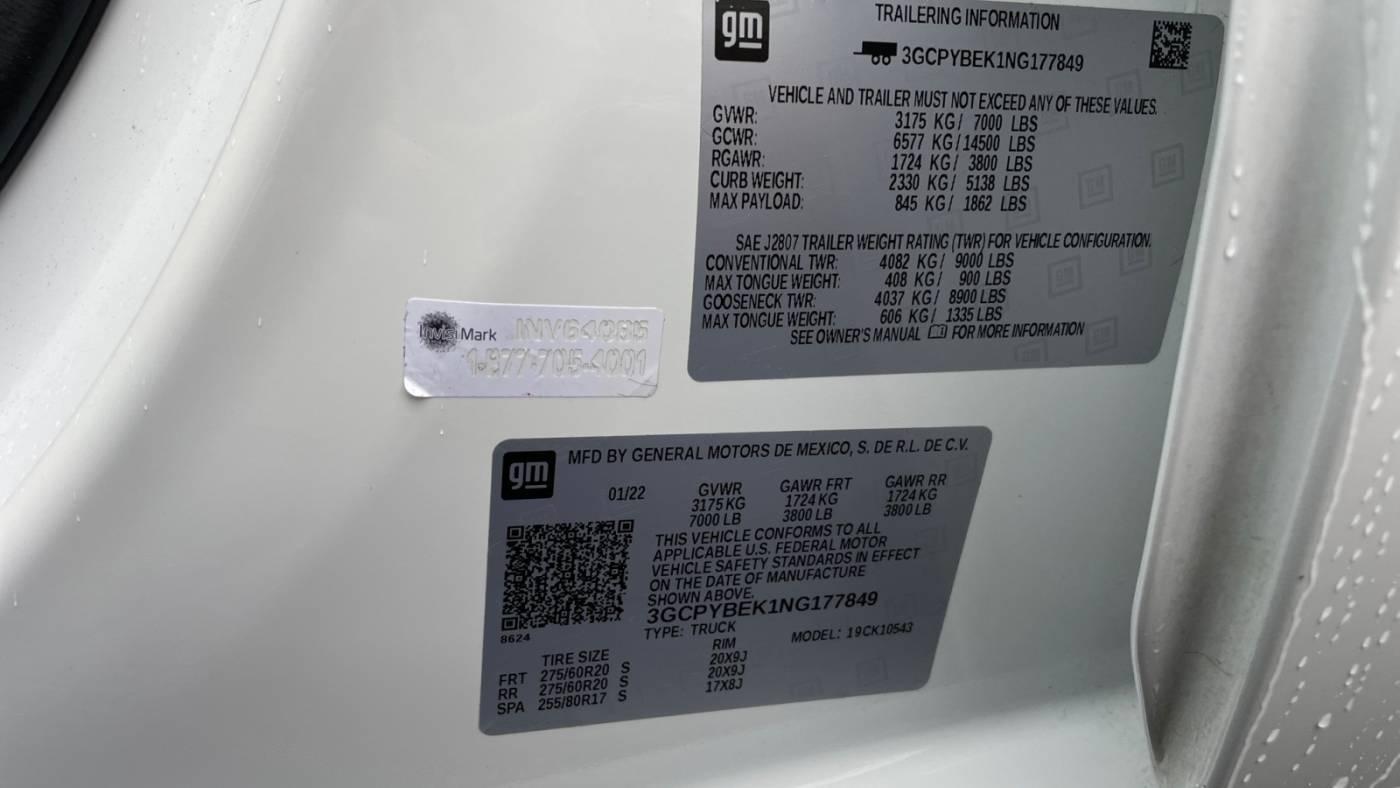 gm
TRAILERING INFORMATION
3GCPYBEK1NG177849
VEHICLE AND TRAILER MUST NOT EXCEED ANY OF THESE VALUES.
GVWR: 3175 KG/ 7000 LBS
GCWR: 6577 KG/14500 LBS
RGAWR: 1724 KG/ 3800 LBS
CURB WEIGHT: 2330 KG/ 5138 LBS
MAX PAYLOAD: 845 KG/ 1862 LBS
SAE J2807 TRAILER WEIGHT RATING (TWR) FOR VEHICLE CONFIGURATION.
CONVENTIONAL TWR: 4082 KG/ 9000 LBS
MAX TONGUE WEIGHT: 408 KG/ 900 LBS
GOOSENECK TWR: 4037 KG/ 8900 LBS
MAX TONGUE WEIGHT: 606 KG/ 1335 LBS
SEE OWNER'S MANUAL FOR MORE INFORMATION
Mark
1-877-705-4001
gm
MFD BY GENERAL MOTORS DE MEXICO, S. DE R.L. DE C.V.
01/22 GVWR GAWR FRT GAWR RR
3175 KG 1724 KG 1724 KG
7000 LB 3800 LB 3800 LB
THIS VEHICLE CONFORMS TO ALL
APPLICABLE U.S. FEDERAL MOTOR
VEHICLE SAFETY STANDARDS IN EFFECT
ON THE DATE OF MANUFACTURE
SHOWN ABOVE.
3GCPYBEK1NG177849
8624
TYPE: TRUCK MODEL: 19CK10543
TIRE SIZE RIM
FRT 275/60R20 S 20X9J
RR 275/60R20 S 20X9J
SPA 255/80R17 S 17X8J